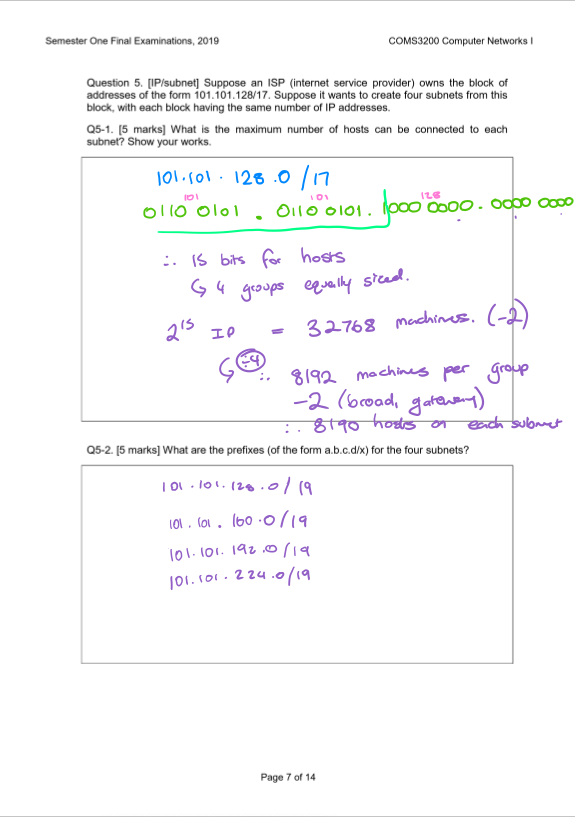 Semester One Final Examinations, 2019 COMS3200 Computer Networks I
Question 5. [IP/subnet] Suppose an ISP (internet service provider) owns the block of
addresses of the form 101.101.128/17. Suppose it wants to create four subnets from this
block, with each block having the same number of IP addresses.
Q5-1. [5 marks] What is the maximum number of hosts can be connected to each
subnet? Show your works.
101.101.128.0/17
101 101 128
0110 0101 . 0110 0101. 1000 0000. 0000 0000
∴ 15 bits for hosts
↳ 4 groups equally sized.
2^15 IP = 32768 machines. (-2)
↳ ÷4 ∴ 8192 machines per group
-2 (broad, gateway)
∴ 8190 hosts on each subnet
Q5-2. [5 marks] What are the prefixes (of the form a.b.c.d/x) for the four subnets?
101.101.128.0/19
101.101.160.0/19
101.101.192.0/19
101.101.224.0/19
Page 7 of 14